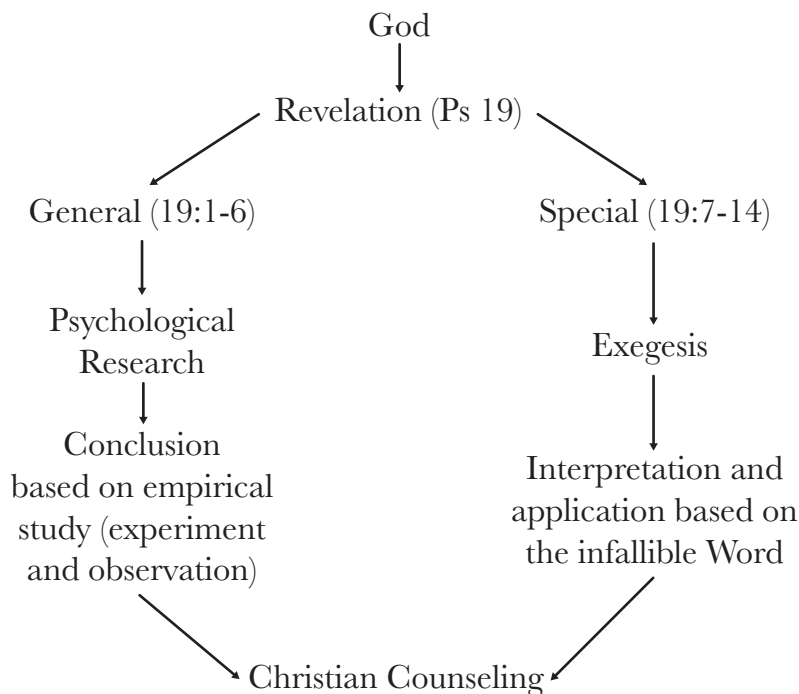 God
Revelation (Ps 19)
General (19:1-6)
Special (19:7-14)
Psychological
Research
Exegesis
Conclusion
based on empirical
study (experiment
and observation)
Interpretation and
application based on
the infallible Word
Christian Counseling